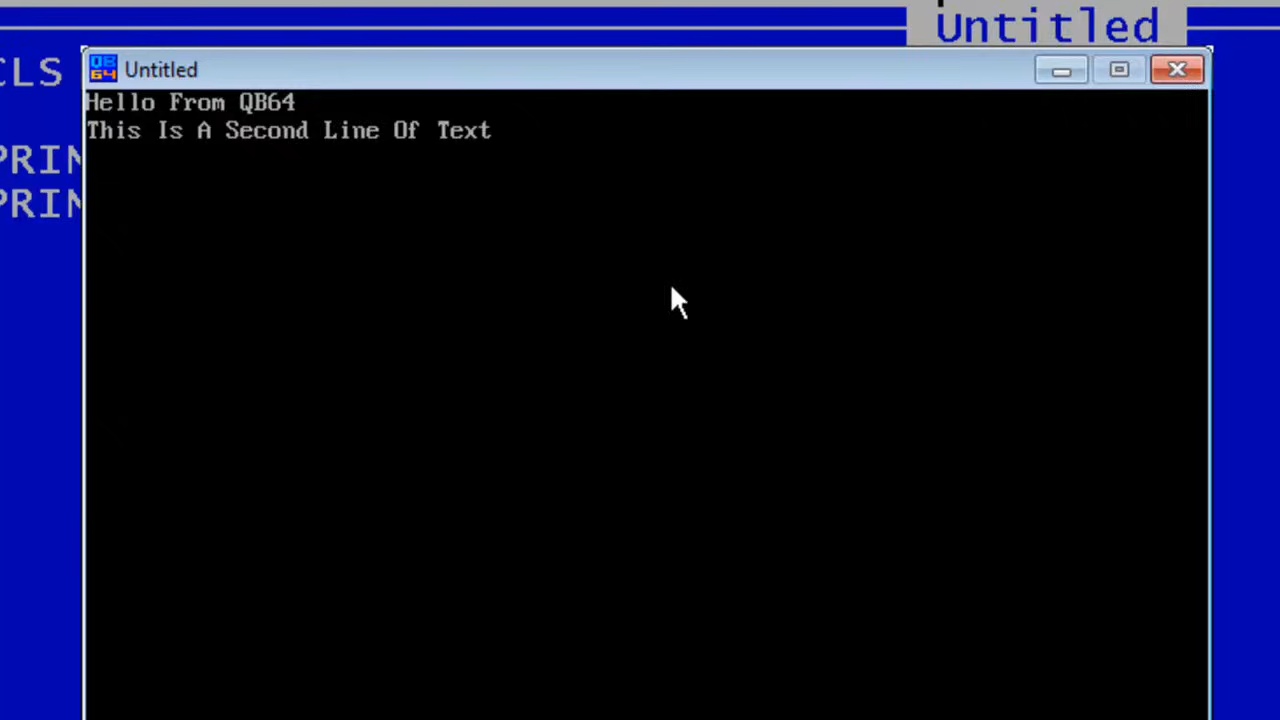 Untitled
CLS
Untitled
Hello From QB64
This Is A Second Line Of Text
PRIN
PRIN